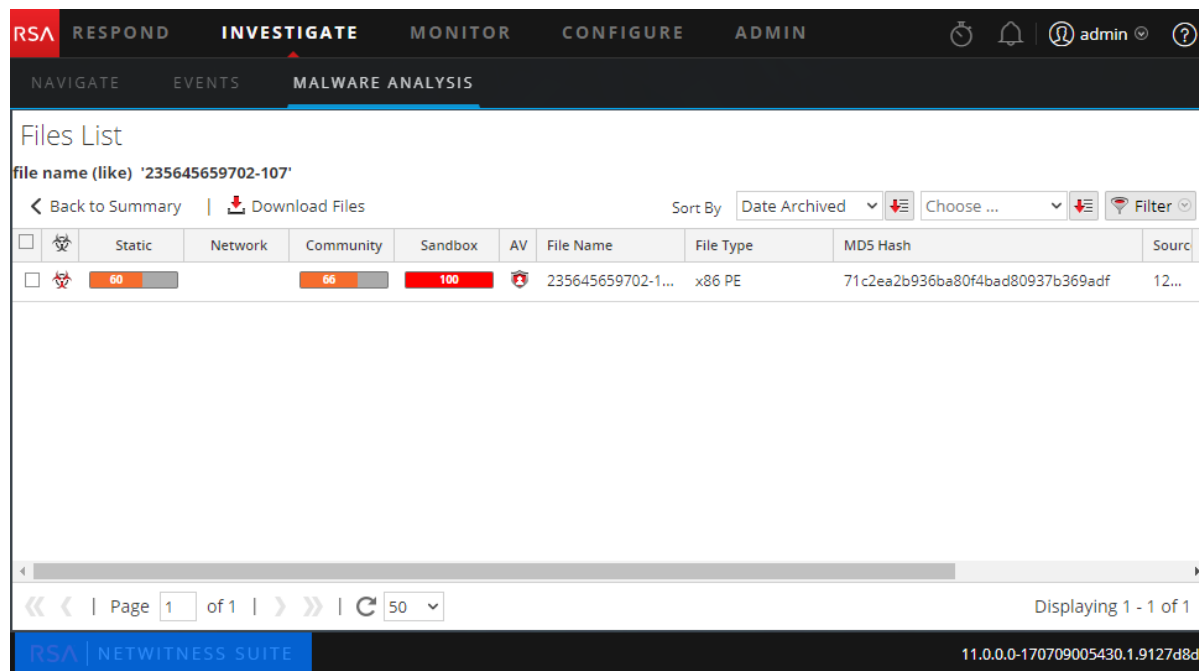 RSA RESPOND INVESTIGATE MONITOR CONFIGURE ADMIN admin ?
NAVIGATE EVENTS MALWARE ANALYSIS
Files List
file name (like) '235645659702-107'
Back to Summary | Download Files Sort By Date Archived Choose ... Filter
Static Network Community Sandbox AV File Name File Type MD5 Hash Sourc
60 66 100 235645659702-1... x86 PE 71c2ea2b936ba80f4bad80937b369adf 12...
| Page 1 of 1 | | 50 Displaying 1 - 1 of 1
RSA | NETWITNESS SUITE 11.0.0.0-170709005430.1.9127d8d